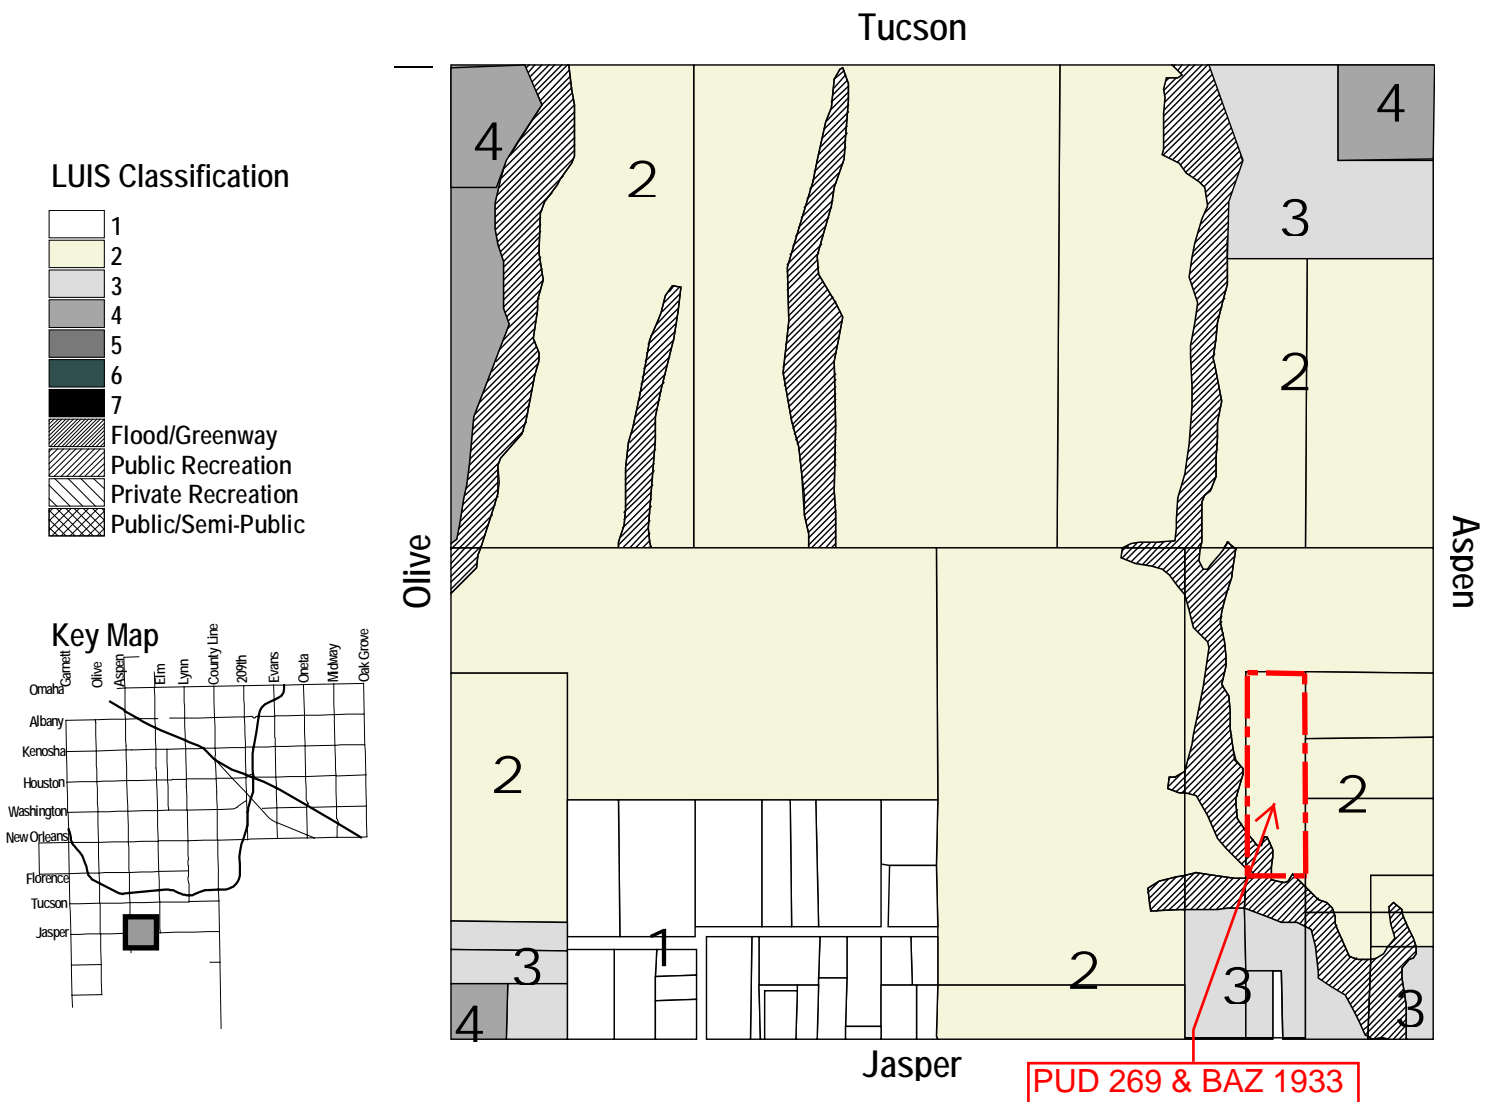 Tucson
LUIS Classification
1
2
3
4
5
6
7
Flood/Greenway
Public Recreation
Private Recreation
Public/Semi-Public
Key Map
Garnett
Olive
Aspen
Elm
Lynn
County Line
209th
Evans
Oneta
Midway
Oak Grove
Omaha
Albany
Kenosha
Houston
Washington
New Orleans
Florence
Tucson
Jasper
Olive
Aspen
4
2
4
3
2
2
2
1
3
4
2
3
3
Jasper
PUD 269 & BAZ 1933